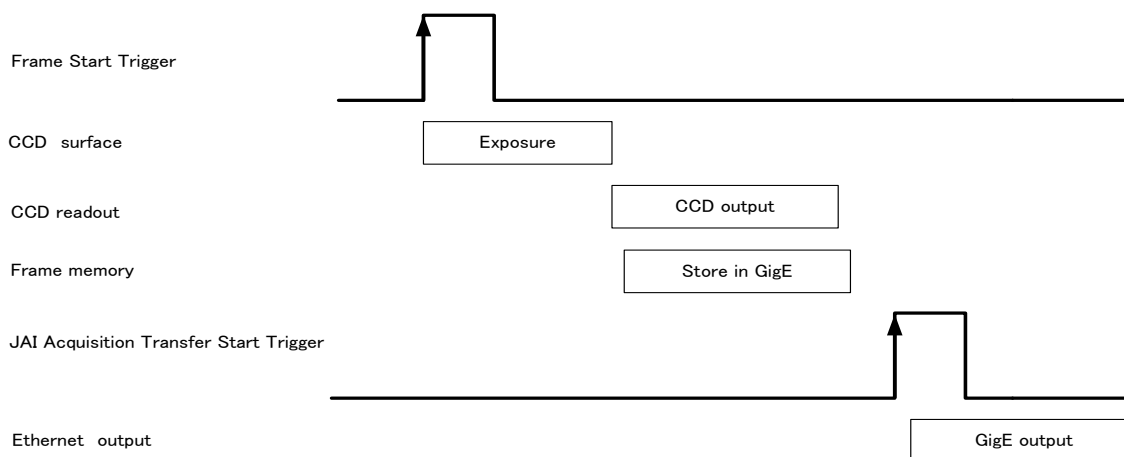 Frame Start Trigger
CCD surface
Exposure
CCD readout
CCD output
Frame memory
Store in GigE
JAI Acquisition Transfer Start Trigger
Ethernet output
GigE output